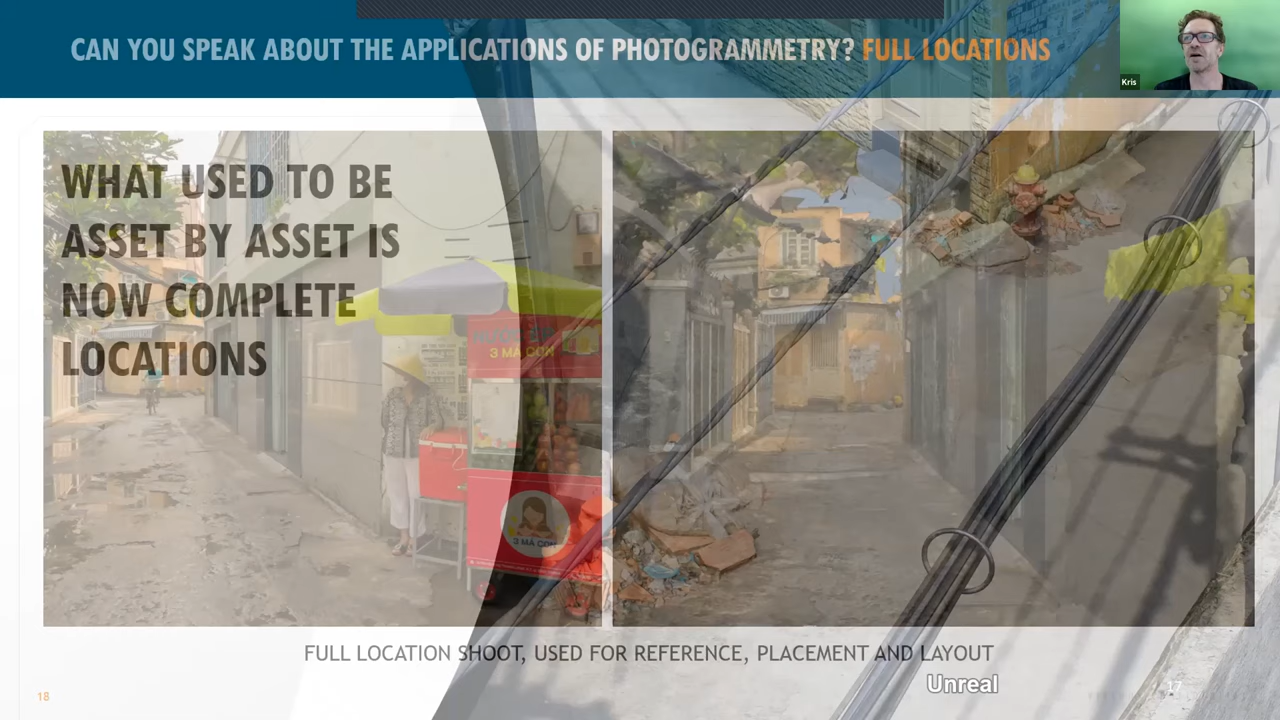 CAN YOU SPEAK ABOUT THE APPLICATIONS OF PHOTOGRAMMETRY? FULL LOCATIONS
Kris
WHAT USED TO BE
ASSET BY ASSET IS
NOW COMPLETE
LOCATIONS
3 MÁ CON
3 MÁ CON
FULL LOCATION SHOOT, USED FOR REFERENCE, PLACEMENT AND LAYOUT
Unreal
18
17